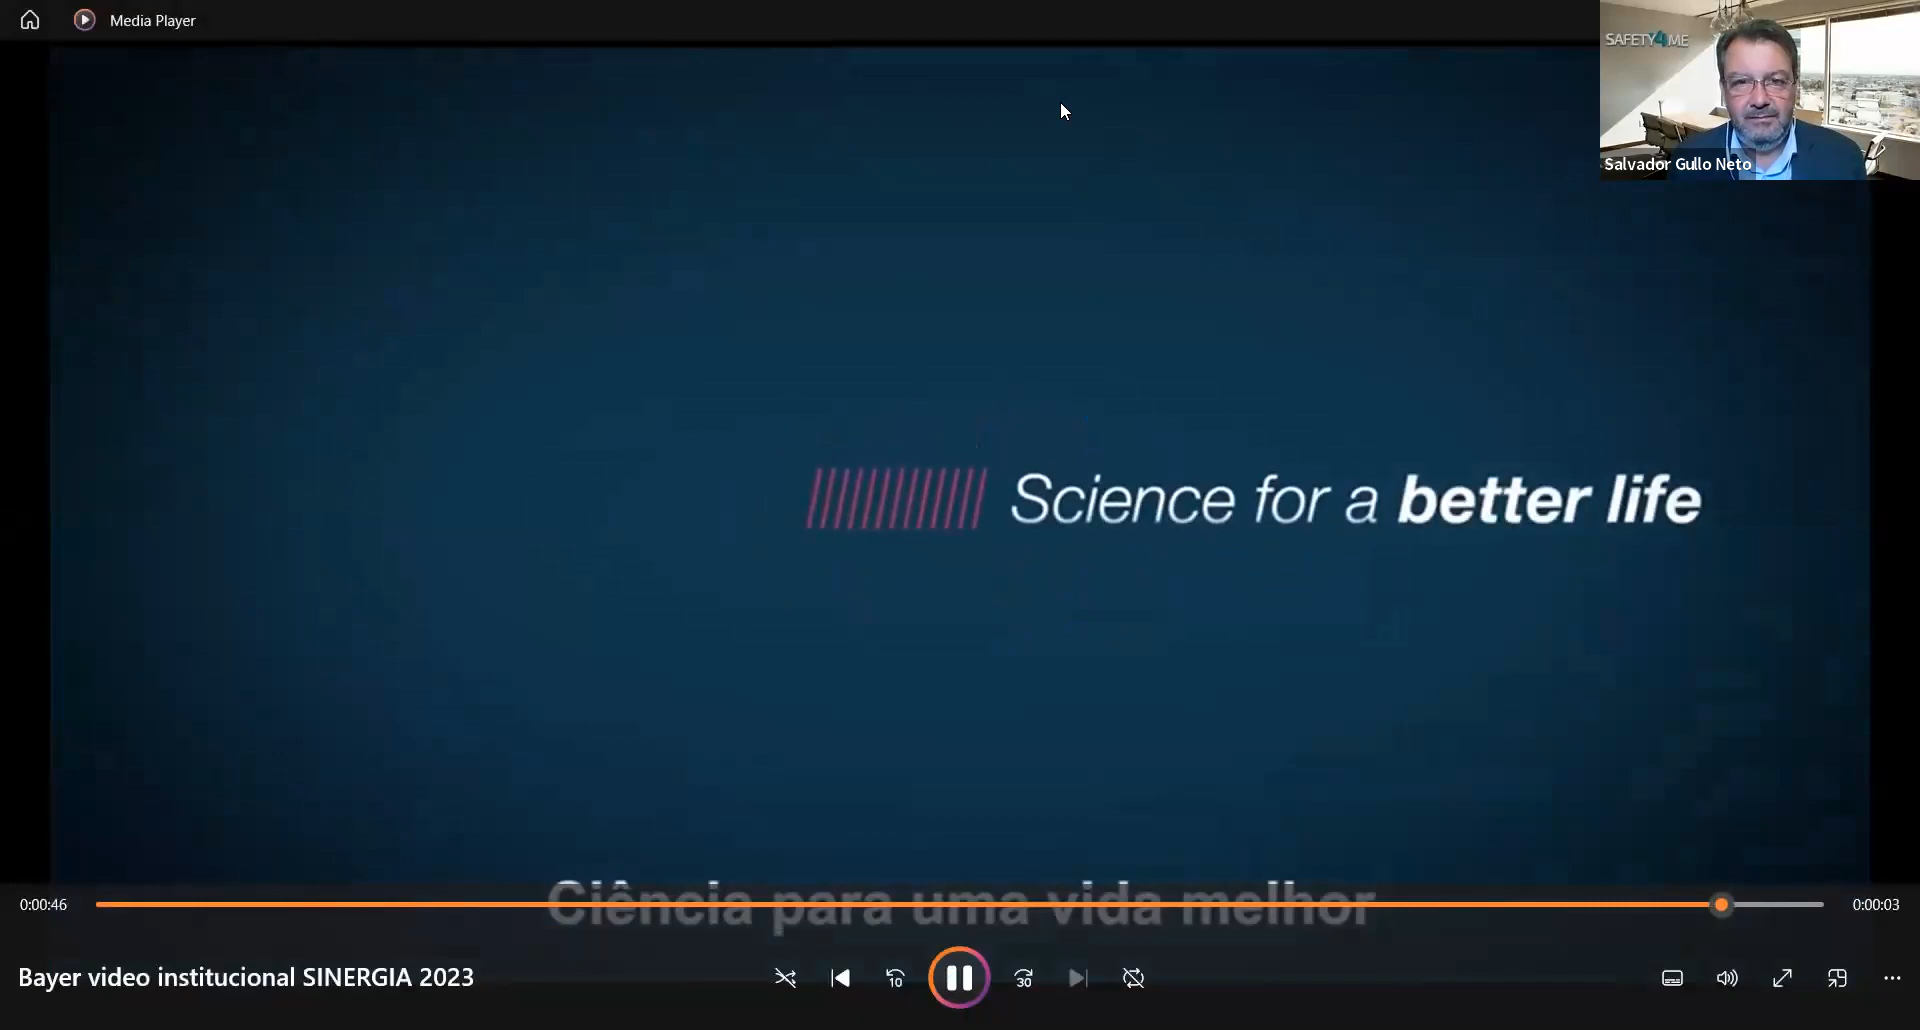 Media Player
SAFETY4ME
Salvador Gullo Neto
Science for a better life
Ciência para uma vida melhor
0:00:46
0:00:03
Bayer video institucional SINERGIA 2023
10
30